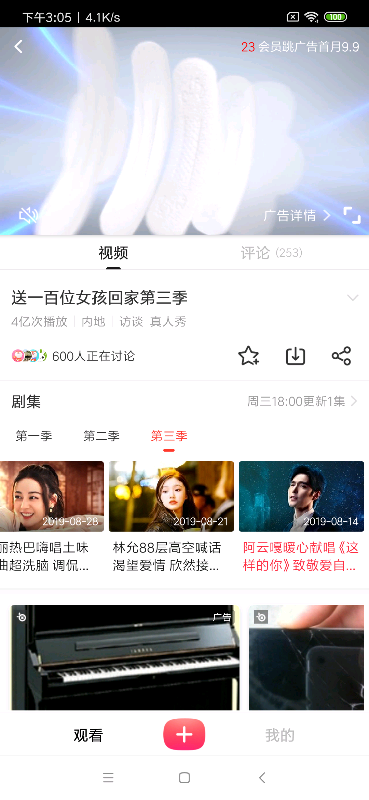 下午3:05 | 4.1K/s
100
23 会员跳广告首月9.9
广告详情
视频
评论 (253)
送一百位女孩回家第三季
4亿次播放 | 内地 | 访谈 真人秀
600人正在讨论
剧集
周三18:00更新1集
第一季
第二季
第三季
2019-08-28
2019-08-21
2019-08-14
丽热巴嗨唱土味
曲超洗脑 调侃...
林允88层高空喊话
渴望爱情 欣然接...
阿云嘎暖心献唱《这
样的你》致敬爱自...
广告
YAMAHA
观看
我的